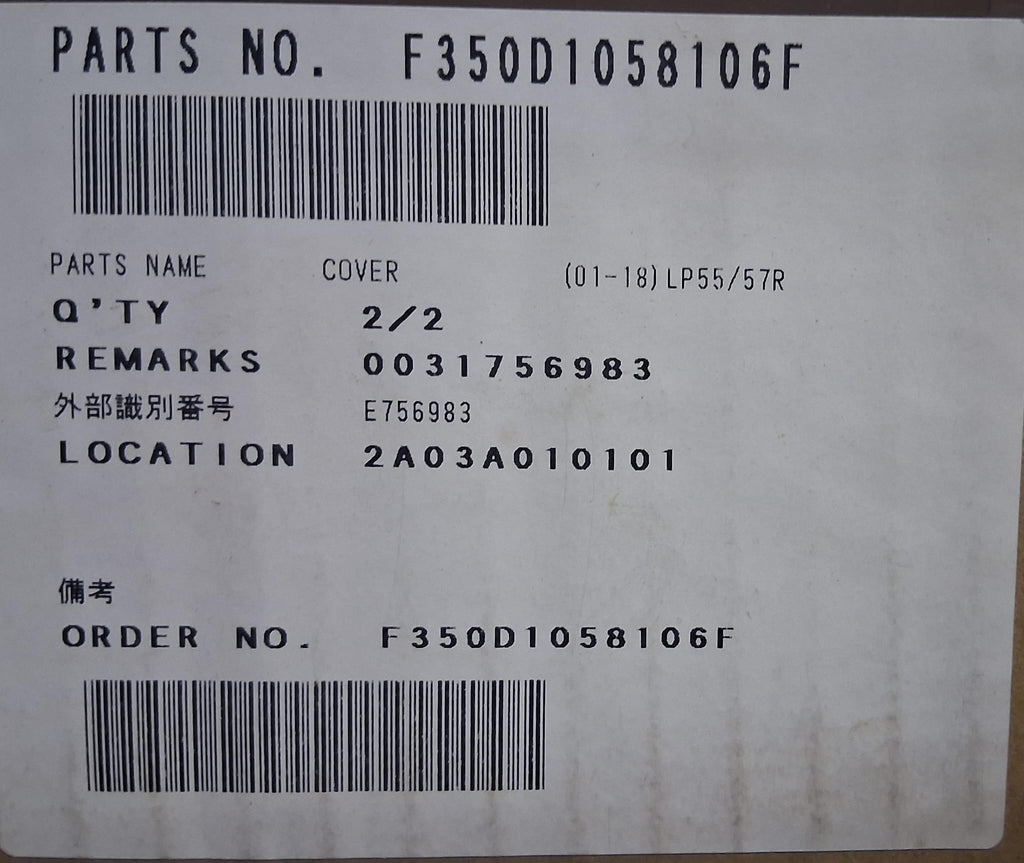 PARTS NO. F350D1058106F
PARTS NAME COVER (01-18)LP55/57R
Q'TY 2/2
REMARKS 0031756983
外部識別番号 E756983
LOCATION 2A03A010101
備考
ORDER NO. F350D1058106F